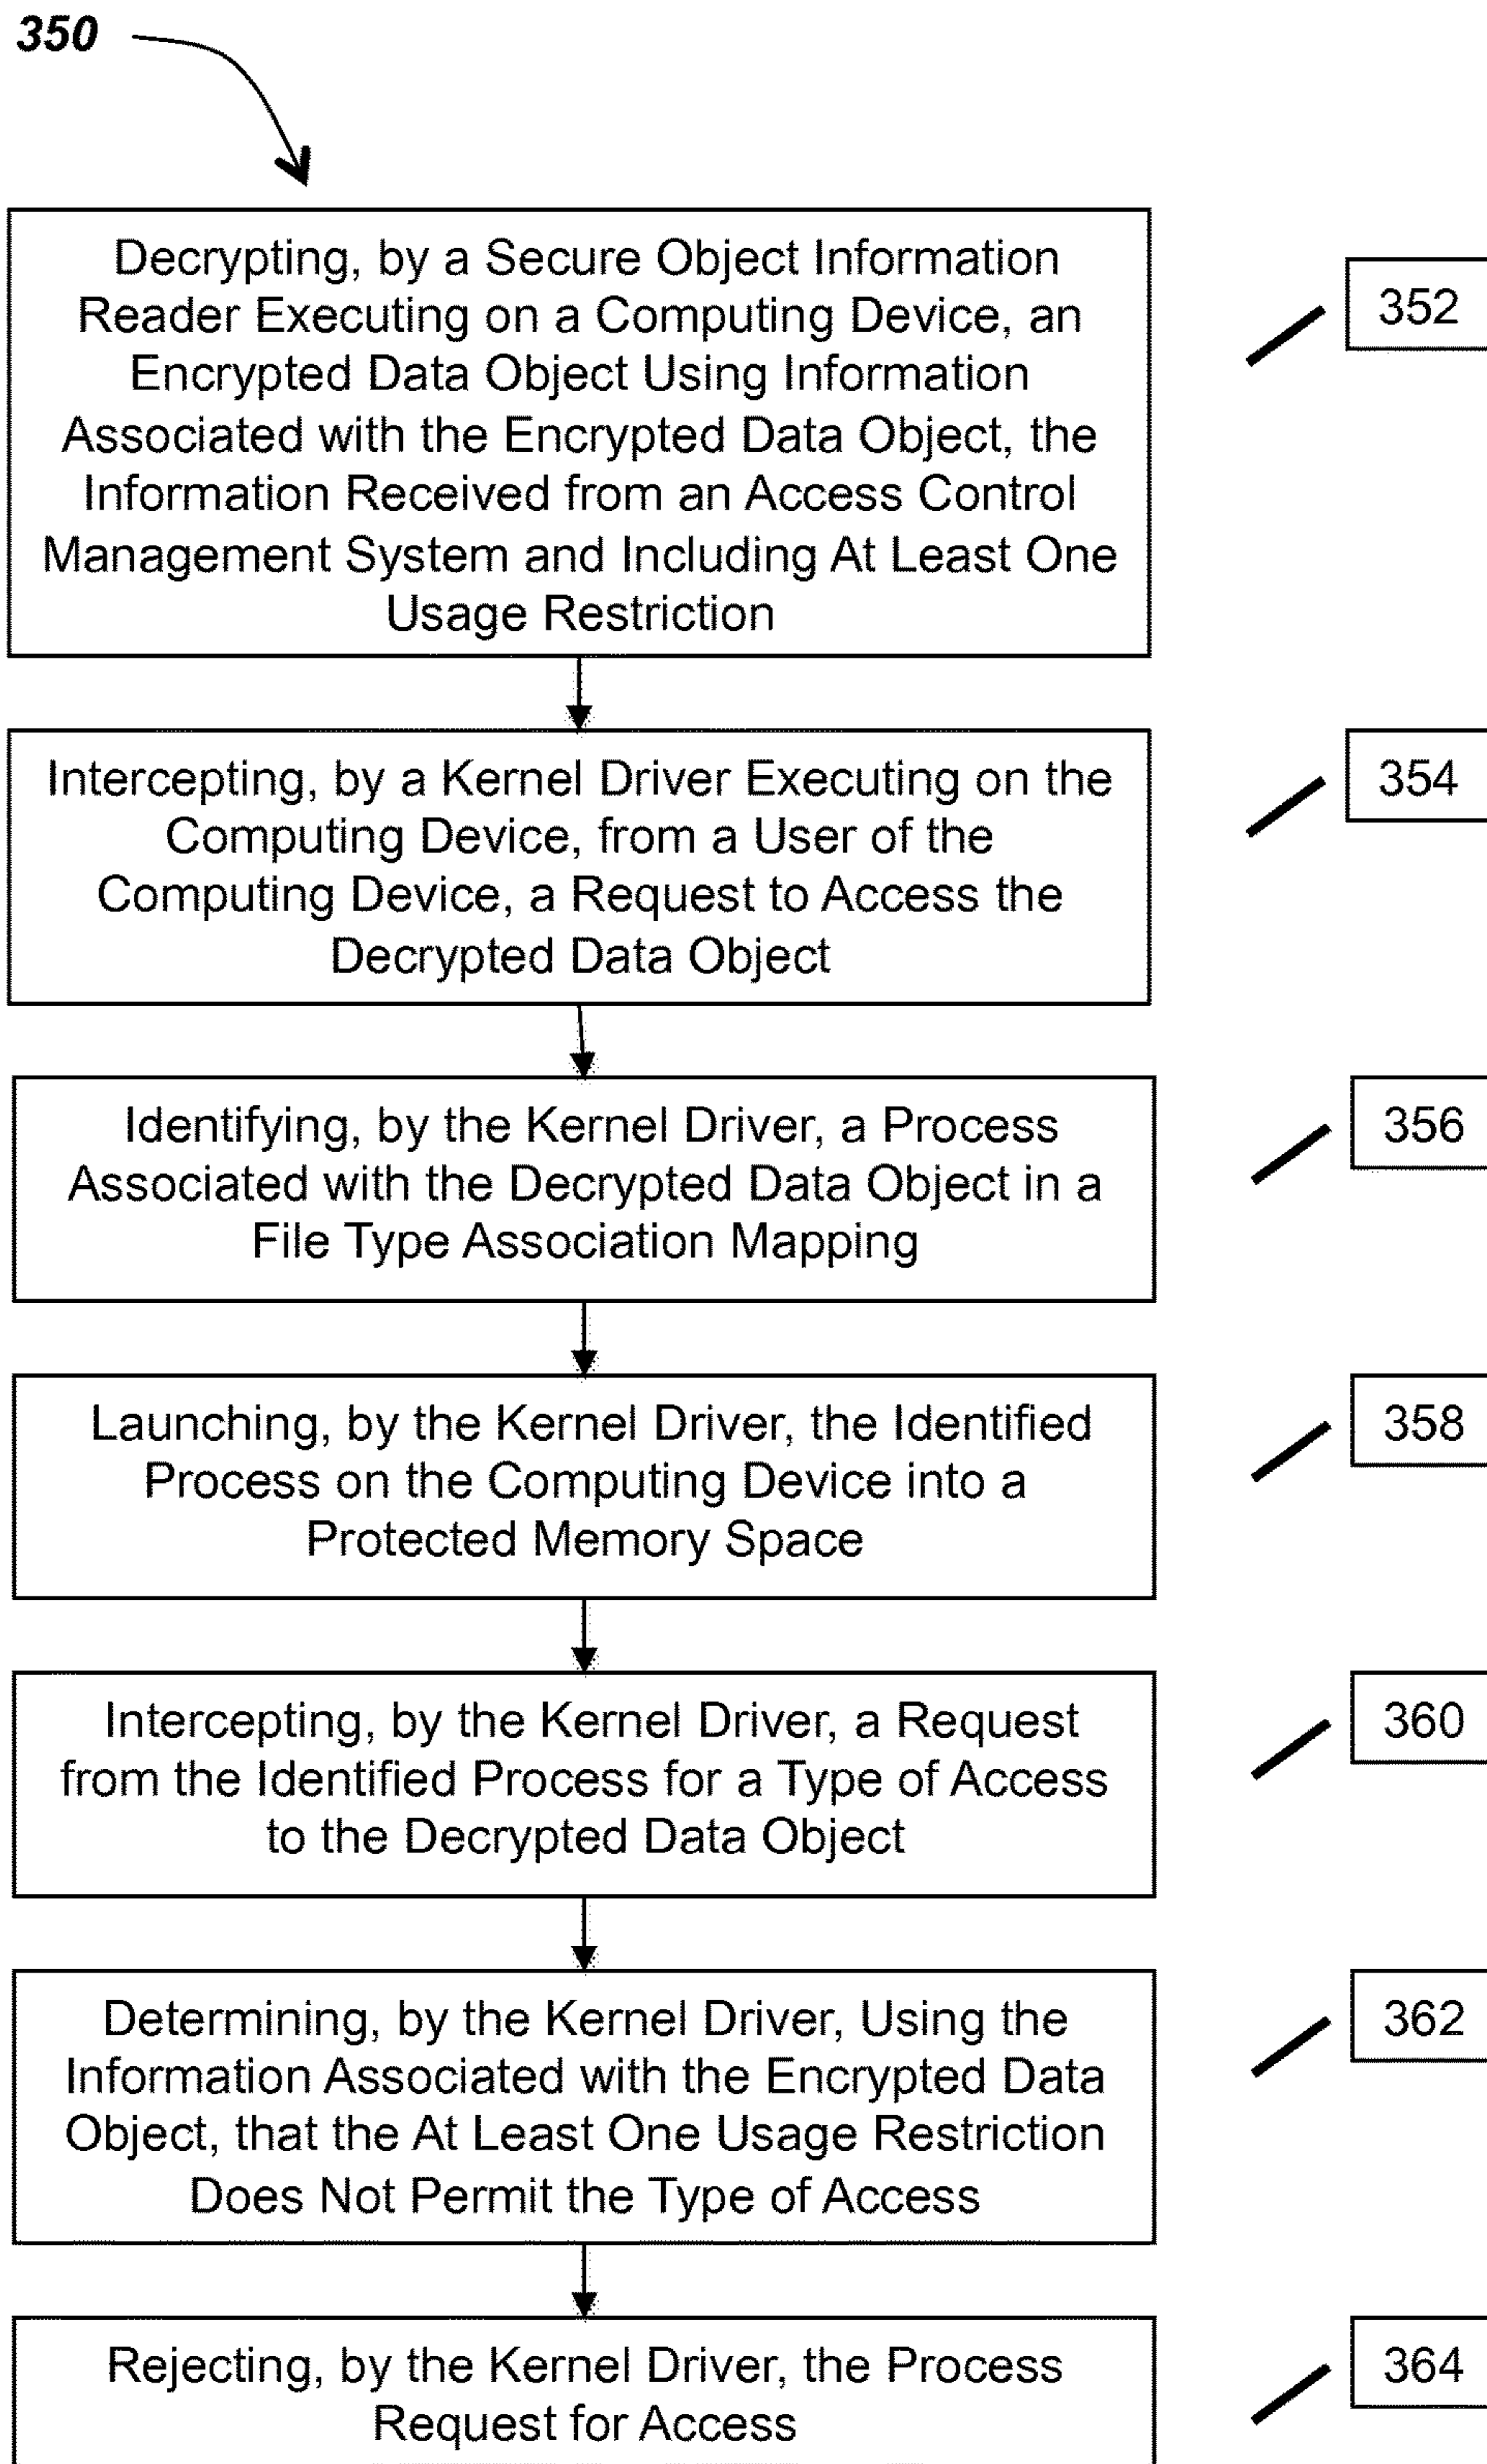 350
Decrypting, by a Secure Object Information
Reader Executing on a Computing Device, an
Encrypted Data Object Using Information
Associated with the Encrypted Data Object, the
Information Received from an Access Control
Management System and Including At Least One
Usage Restriction
352
Intercepting, by a Kernel Driver Executing on the
Computing Device, from a User of the
Computing Device, a Request to Access the
Decrypted Data Object
354
Identifying, by the Kernel Driver, a Process
Associated with the Decrypted Data Object in a
File Type Association Mapping
356
Launching, by the Kernel Driver, the Identified
Process on the Computing Device into a
Protected Memory Space
358
Intercepting, by the Kernel Driver, a Request
from the Identified Process for a Type of Access
to the Decrypted Data Object
360
Determining, by the Kernel Driver, Using the
Information Associated with the Encrypted Data
Object, that the At Least One Usage Restriction
Does Not Permit the Type of Access
362
Rejecting, by the Kernel Driver, the Process
Request for Access
364